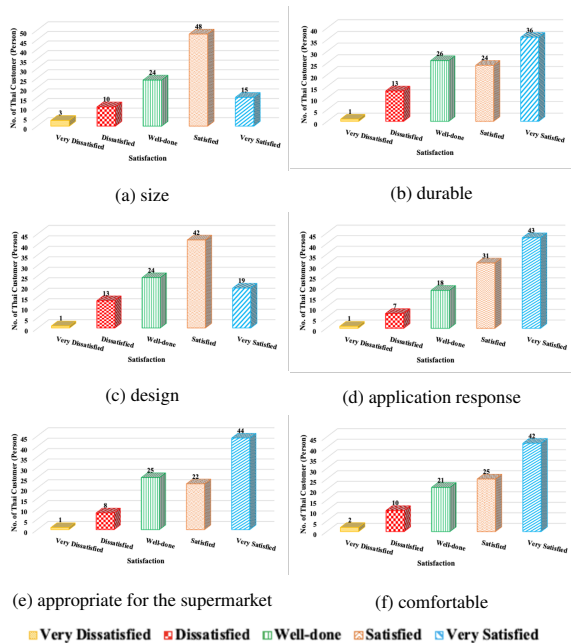 No. of Thai Customer (Person)
50
45
40
35
30
25
20
15
10
5
0
3
10
24
48
15
Very Dissatisfied
Dissatisfied
Well-done
Satisfied
Very Satisfied
Satisfaction
(a) size
No. of Thai Customer (Person)
40
35
30
25
20
15
10
5
0
1
13
26
24
36
Very Dissatisfied
Dissatisfied
Well-done
Satisfied
Very Satisfied
Satisfaction
(b) durable
No. of Thai Customer (Person)
45
40
35
30
25
20
15
10
5
0
1
13
24
42
19
Very Dissatisfied
Dissatisfied
Well-done
Satisfied
Very Satisfied
Satisfaction
(c) design
No. of Thai Customer (Person)
45
40
35
30
25
20
15
10
5
0
1
7
18
31
43
Very Dissatisfied
Dissatisfied
Well-done
Satisfied
Very Satisfied
Satisfaction
(d) application response
No. of Thai Customer (Person)
45
40
35
30
25
20
15
10
5
0
1
8
25
22
44
Very Dissatisfied
Dissatisfied
Well-done
Satisfied
Very Satisfied
Satisfaction
(e) appropriate for the supermarket
No. of Thai Customer (Person)
45
40
35
30
25
20
15
10
5
0
2
10
21
25
42
Very Dissatisfied
Dissatisfied
Well-done
Satisfied
Very Satisfied
Satisfaction
(f) comfortable
Very Dissatisfied Dissatisfied Well-done Satisfied Very Satisfied